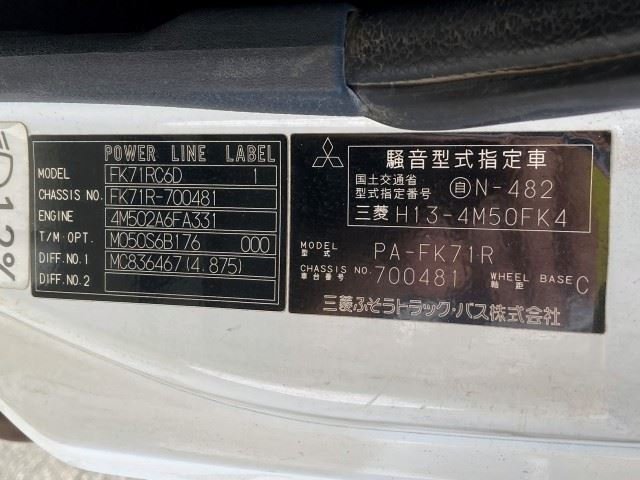 POWER LINE LABEL
MODEL FK71RC6D 1
CHASSIS NO. FK71R-700481
ENGINE 4M502A6FA331
T/M・OPT. M050S6B176 000
DIFF.NO.1 MC836467(4.875)
DIFF.NO.2
騒音型式指定車
国土交通省
型式指定番号 自N-482
三菱 H13-4M50FK4
MODEL 型式 PA-FK71R
CHASSIS NO. 車台番号 700481 WHEEL BASE 軸距 C
三菱ふそうトラック・バス株式会社